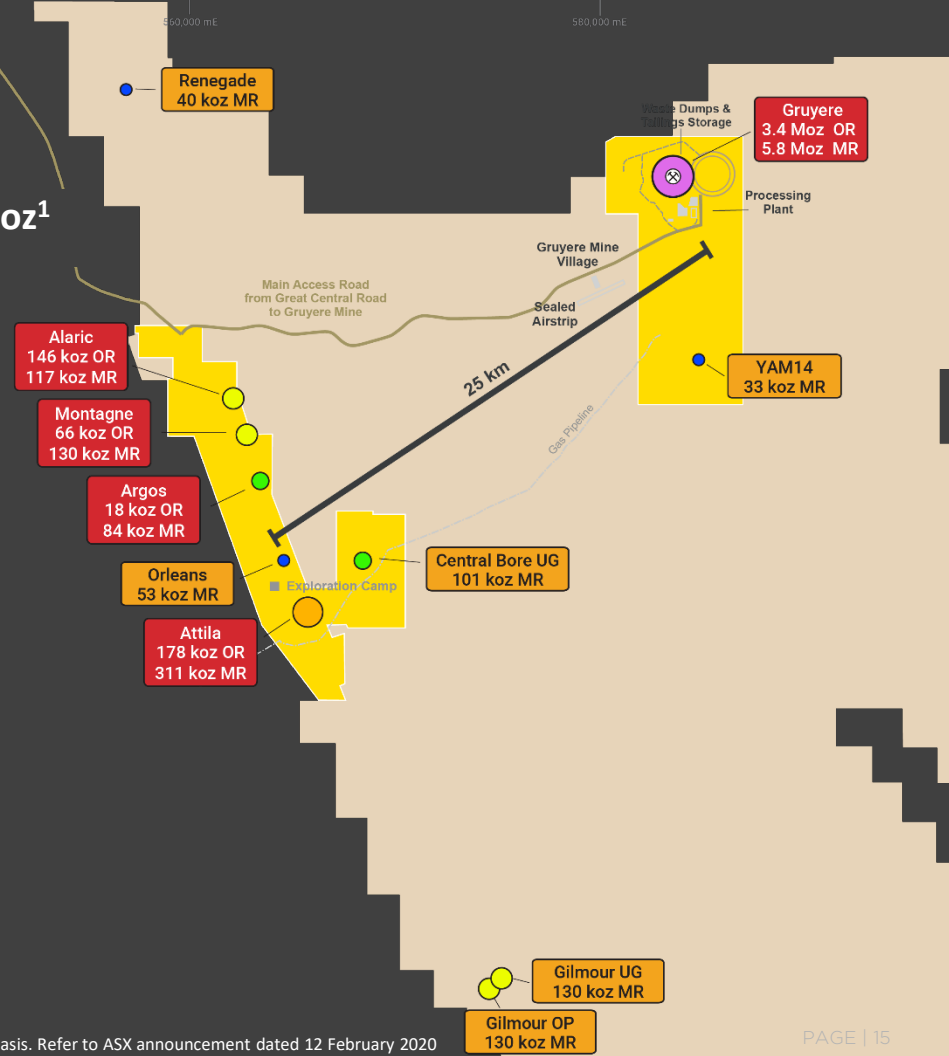 560,000 mE
580,000 mE
Renegade
40 koz MR
Waste Dumps &
Tailings Storage
Gruyere
3.4 Moz OR
5.8 Moz MR
oz¹
Processing
Plant
Gruyere Mine
Village
Main Access Road
from Great Central Road
to Gruyere Mine
Sealed
Airstrip
Alaric
146 koz OR
117 koz MR
25 km
YAM14
33 koz MR
Montagne
66 koz OR
130 koz MR
Gas Pipeline
Argos
18 koz OR
84 koz MR
Central Bore UG
101 koz MR
Orleans
53 koz MR
Exploration Camp
Attila
178 koz OR
311 koz MR
Gilmour UG
130 koz MR
Gilmour OP
130 koz MR
asis. Refer to ASX announcement dated 12 February 2020
PAGE | 15